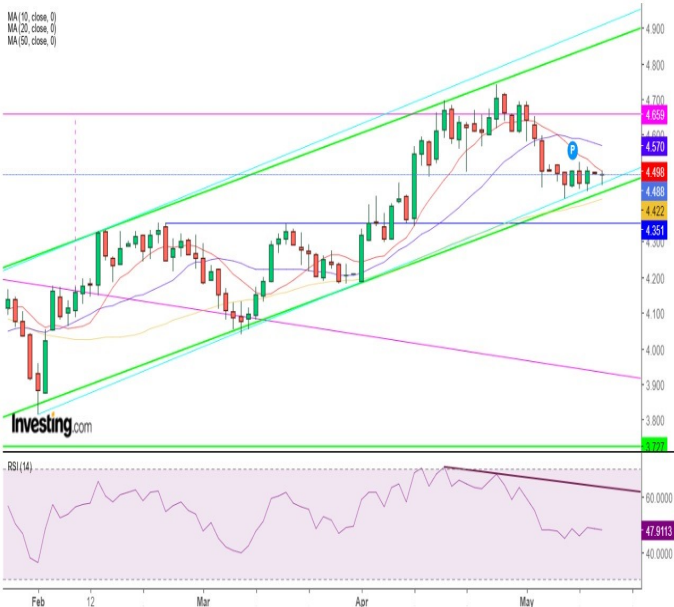 MA (10, close, 0)
MA (20, close, 0)
MA (50, close, 0)
4.900
4.800
4.700
4.659
4.600
4.570
P
4.498
4.488
4.422
4.351
4.300
4.200
4.100
4.000
3.900
3.800
Investing.com
3.727
RSI (14)
60.0000
47.9113
40.0000
Feb 12 Mar Apr May